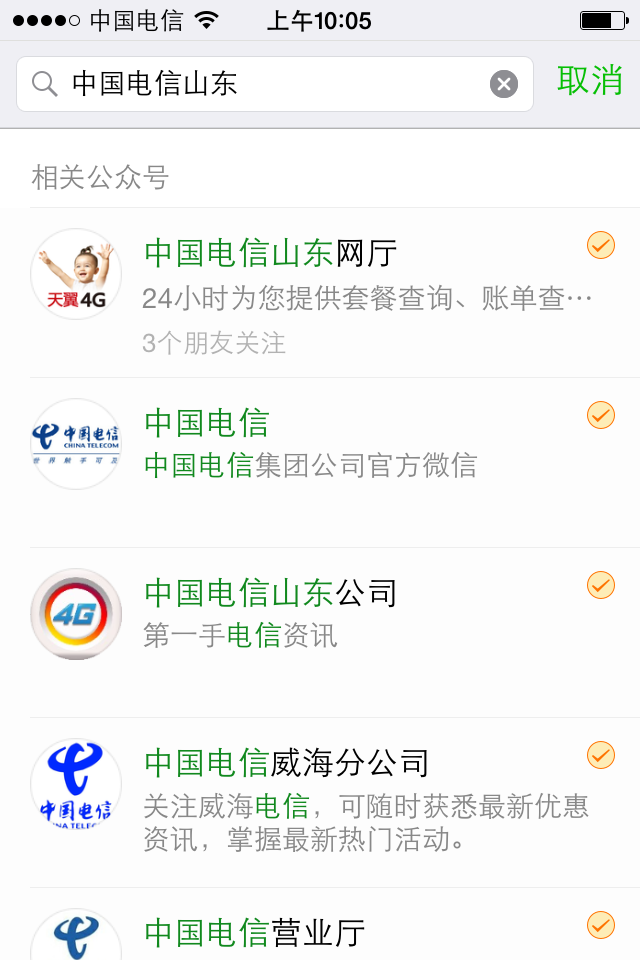 中国电信 上午10:05
中国电信山东 取消
相关公众号
中国电信山东网厅
24小时为您提供套餐查询、账单查…
3个朋友关注
天翼4G
中国电信
中国电信集团公司官方微信
中国电信
CHINA TELECOM
世界触手可及
中国电信山东公司
第一手电信资讯
4G
中国电信威海分公司
关注威海电信，可随时获悉最新优惠
资讯，掌握最新热门活动。
中国电信
中国电信营业厅